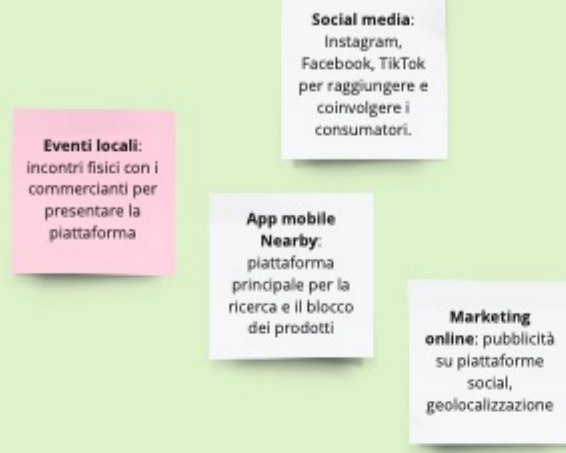 Social media:
Instagram,
Facebook, TikTok
per raggiungere e
coinvolgere i
consumatori.
Eventi locali:
incontri fisici con i
commercianti per
presentare la
piattaforma
App mobile
Nearby:
piattaforma
principale per la
ricerca e il blocco
dei prodotti
Marketing
online: pubblicità
su piattaforme
social,
geolocalizzazione